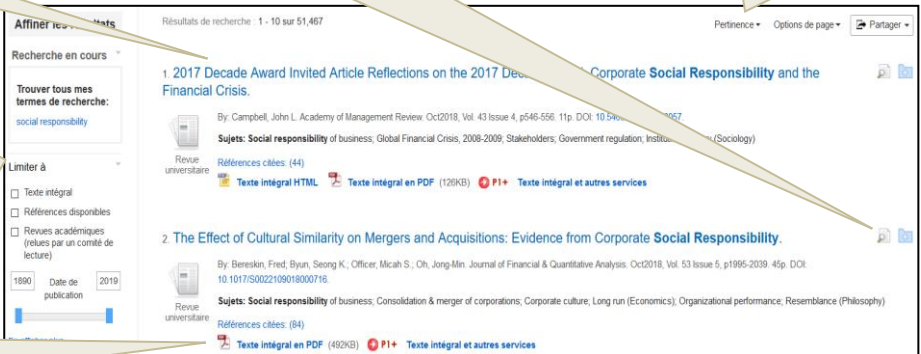 Affiner les résultats
Résultats de recherche : 1 - 10 sur 51,467
Pertinence Options de page Partager
Recherche en cours
Trouver tous mes
termes de recherche:
social responsibility
Limiter à
Texte intégral
Références disponibles
Revues académiques
(relues par un comité de
lecture)
1890 Date de 2019
publication
1. 2017 Decade Award Invited Article Reflections on the 2017 Corporate Social Responsibility and the
Financial Crisis.
By: Campbell, John L. Academy of Management Review. Oct2018, Vol. 43 Issue 4, p546-556. 11p. DOI:
Sujets: Social responsibility of business; Global Financial Crisis, 2008-2009; Stakeholders; Government regulation; (Sociology)
Revue
universitaire
Références citées: (44)
Texte intégral HTML Texte intégral en PDF (126KB) P1+ Texte intégral et autres services
2. The Effect of Cultural Similarity on Mergers and Acquisitions: Evidence from Corporate Social Responsibility.
By: Bereskin, Fred; Byun, Seong K.; Officer, Micah S.; Oh, Jong-Min. Journal of Financial & Quantitative Analysis. Oct2018, Vol. 53 Issue 5, p1995-2039. 45p. DOI:
10.1017/S0022109018000716.
Sujets: Social responsibility of business; Consolidation & merger of corporations; Corporate culture; Long run (Economics); Organizational performance; Resemblance (Philosophy)
Revue
universitaire
Références citées: (84)
Texte intégral en PDF (492KB) P1+ Texte intégral et autres services